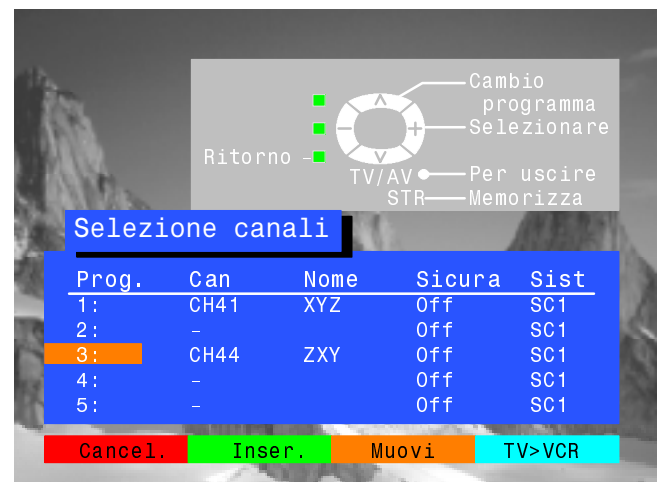 Cambio
programma
Selezionare
Ritorno
TV/AV Per uscire
STR Memorizza
Selezione canali
Prog. Can Nome Sicura Sist
1: CH41 XYZ Off SC1
2: – Off SC1
3: CH44 ZXY Off SC1
4: – Off SC1
5: – Off SC1
Cancel. Inser. Muovi TV>VCR